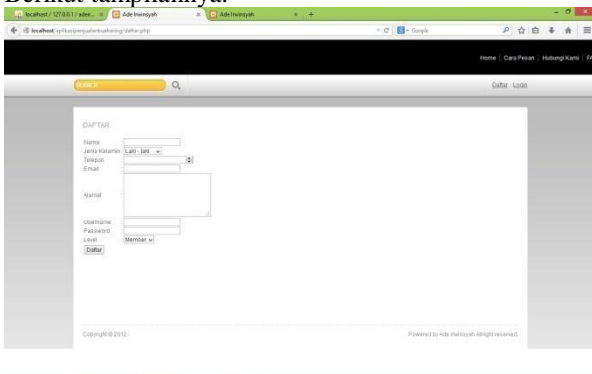 Berikut tampilannya:
localhost / 127.0.0.1 / adei... Ade Irwinsyah Ade Irwinsyah
localhost/aplikasipenjualankatering/daftar.php Google
Home Cara Pesan Hubungi Kami FA
SEARCH Daftar Login
DAFTAR
Nama
Jenis Kelamin Laki - laki
Telepon
Email
Alamat
Username
Password
Level Member
Daftar
Copyright © 2012 Powered by Ade Irwinsyah Allright reserved